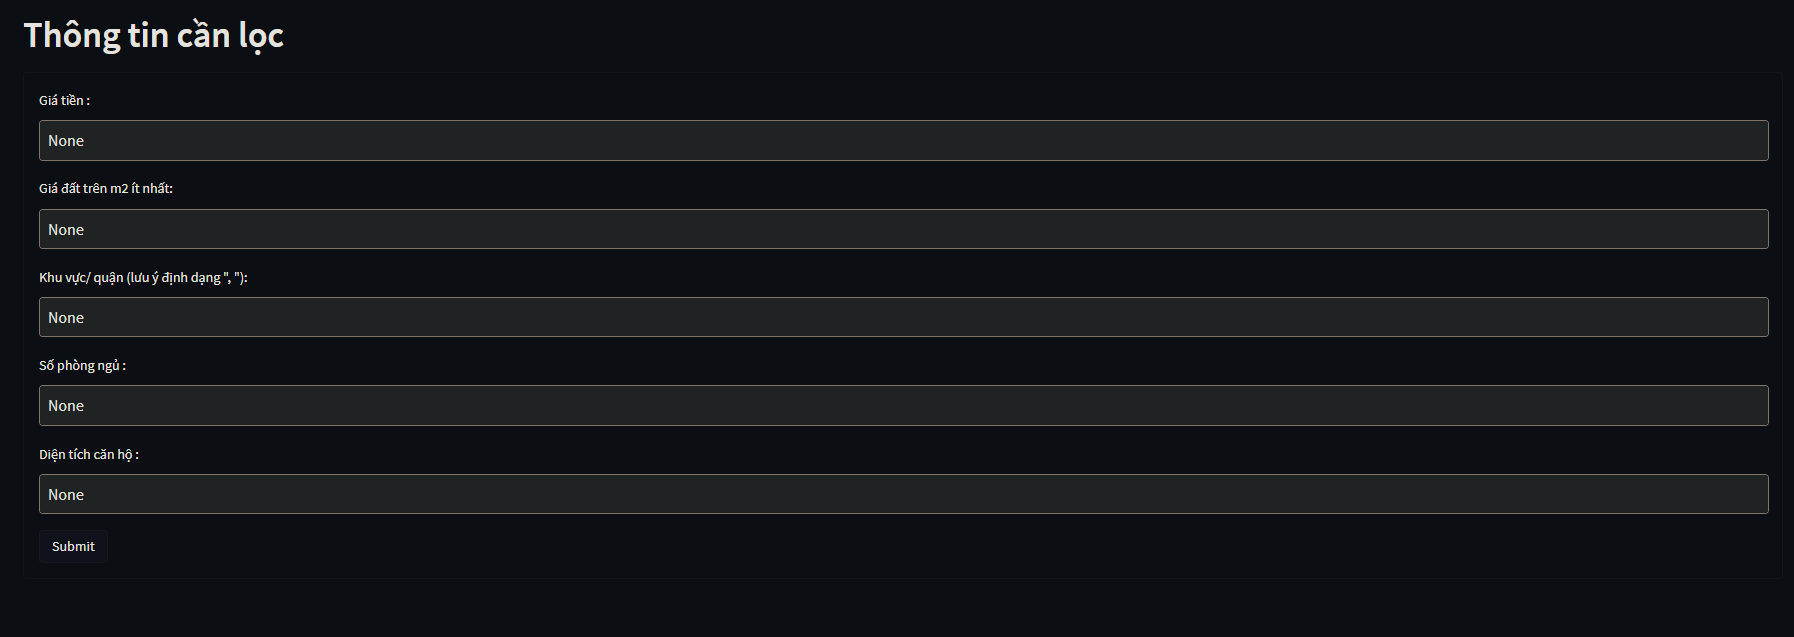 Thông tin cần lọc
Giá tiền :
None
Giá đất trên m2 ít nhất:
None
Khu vực/ quận (lưu ý định dạng ", "):
None
Số phòng ngủ :
None
Diện tích căn hộ :
None
Submit